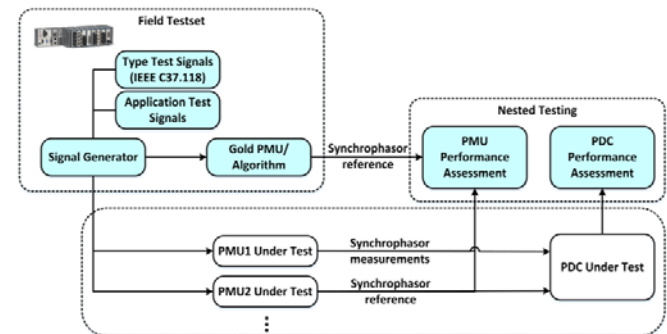 Field Testset
Type Test Signals
(IEEE C37.118)
Application Test
Signals
Signal Generator
Gold PMU/
Algorithm
Synchrophasor
reference
Nested Testing
PMU
Performance
Assessment
PDC
Performance
Assessment
PMU1 Under Test
Synchrophasor
measurements
PMU2 Under Test
Synchrophasor
reference
PDC Under Test